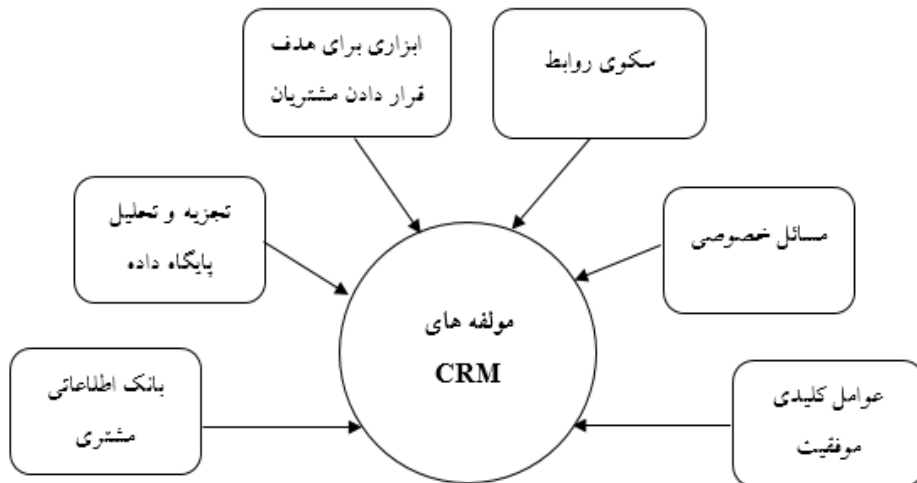 ابزاری برای هدف
قرار دادن مشتریان
سکوی روابط
تجزیه و تحلیل
پایگاه داده
مسائل خصوصی
مولفه های
CRM
بانک اطلاعاتی
مشتری
عوامل کلیدی
موفقیت